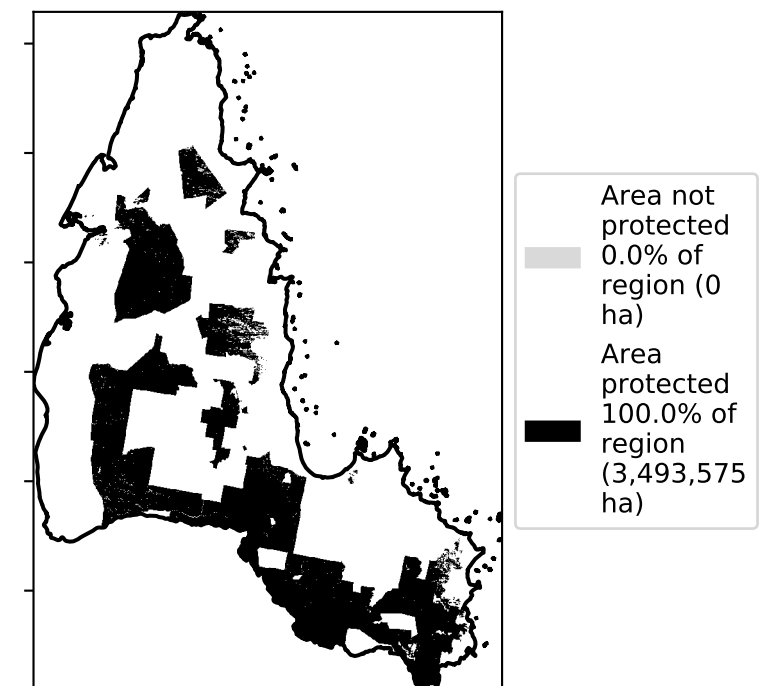 Area not
protected
0.0% of
region (0
ha)
Area
protected
100.0% of
region
(3,493,575
ha)